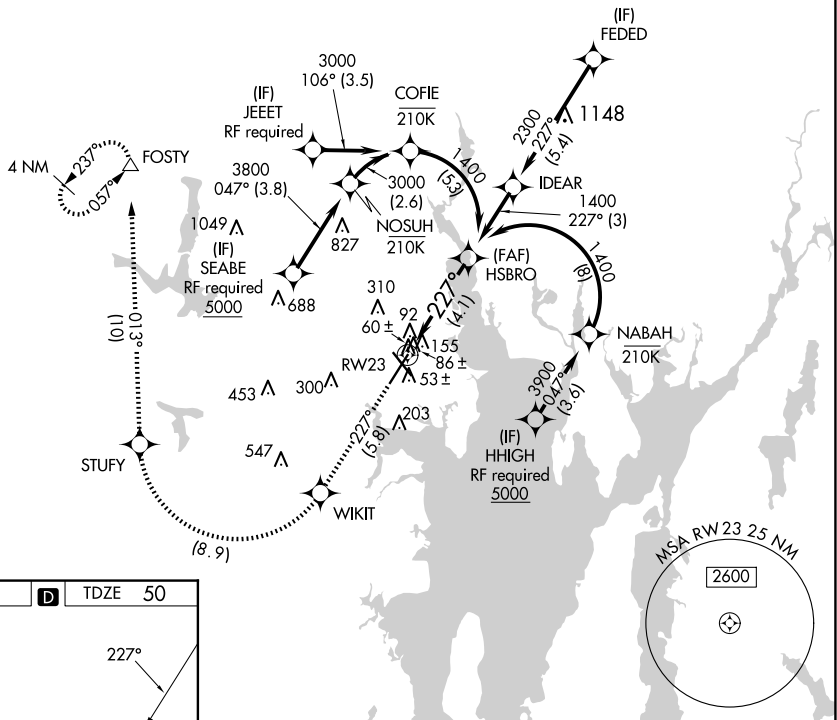 (IF)
FEDED
3000
106° (3.5)
COFIE
210K
(IF)
JEEET
RF required
1148
2300
227°
(5.4)
4 NM
237°
057°
FOSTY
3800
047° (3.8)
1400
(5.3)
3000
(2.6)
IDEAR
1400
227° (3)
1049
NOSUH
210K
827
(IF)
SEABE
RF required
5000
688
(FAF)
HSBRO
1400
(8)
310
227°
(4.1)
92
60 ±
155
86 ±
53 ±
RW23
NABAH
210K
013°
(10)
453
300
203
3900
047°
(3.6)
227°
(5.8)
(IF)
HHIGH
RF required
5000
547
STUFY
WIKIT
(8.9)
MSA RW 23 25 NM
2600
D TDZE 50
227°